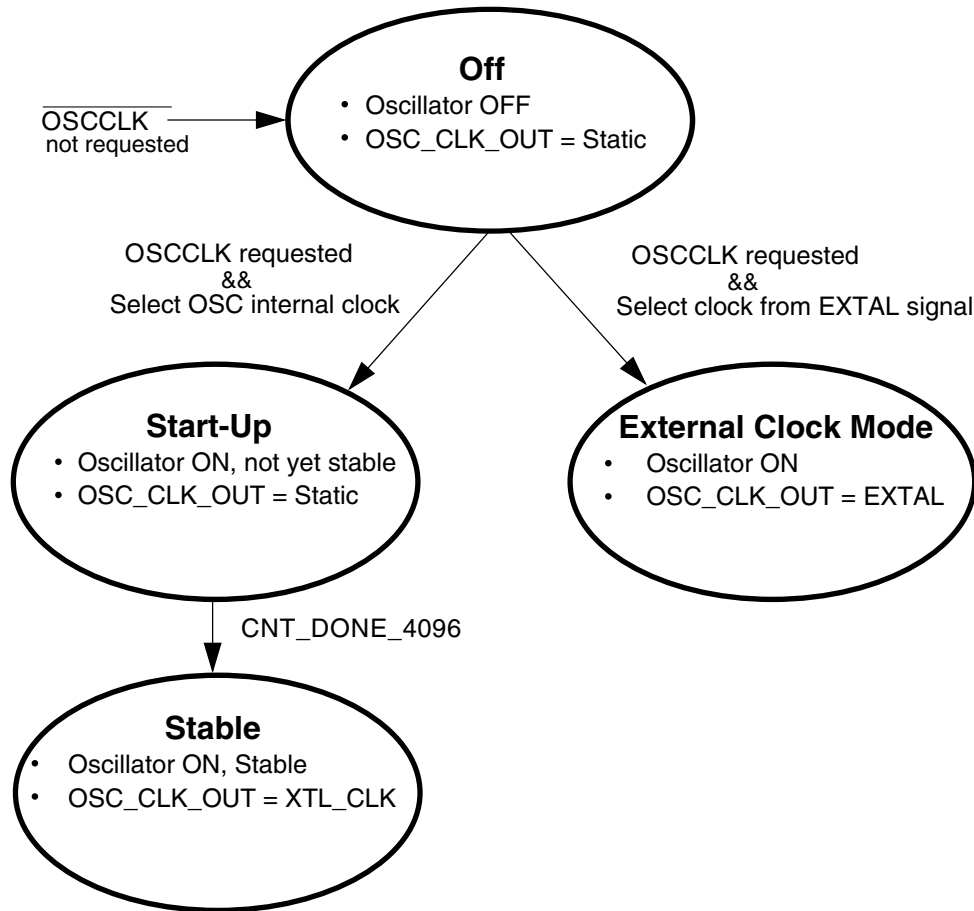 Off
• Oscillator OFF
• OSC_CLK_OUT = Static
OSCCLK
not requested
OSCCLK requested
&&
Select OSC internal clock
OSCCLK requested
&&
Select clock from EXTAL signal
Start-Up
• Oscillator ON, not yet stable
• OSC_CLK_OUT = Static
External Clock Mode
• Oscillator ON
• OSC_CLK_OUT = EXTAL
CNT_DONE_4096
Stable
• Oscillator ON, Stable
• OSC_CLK_OUT = XTL_CLK